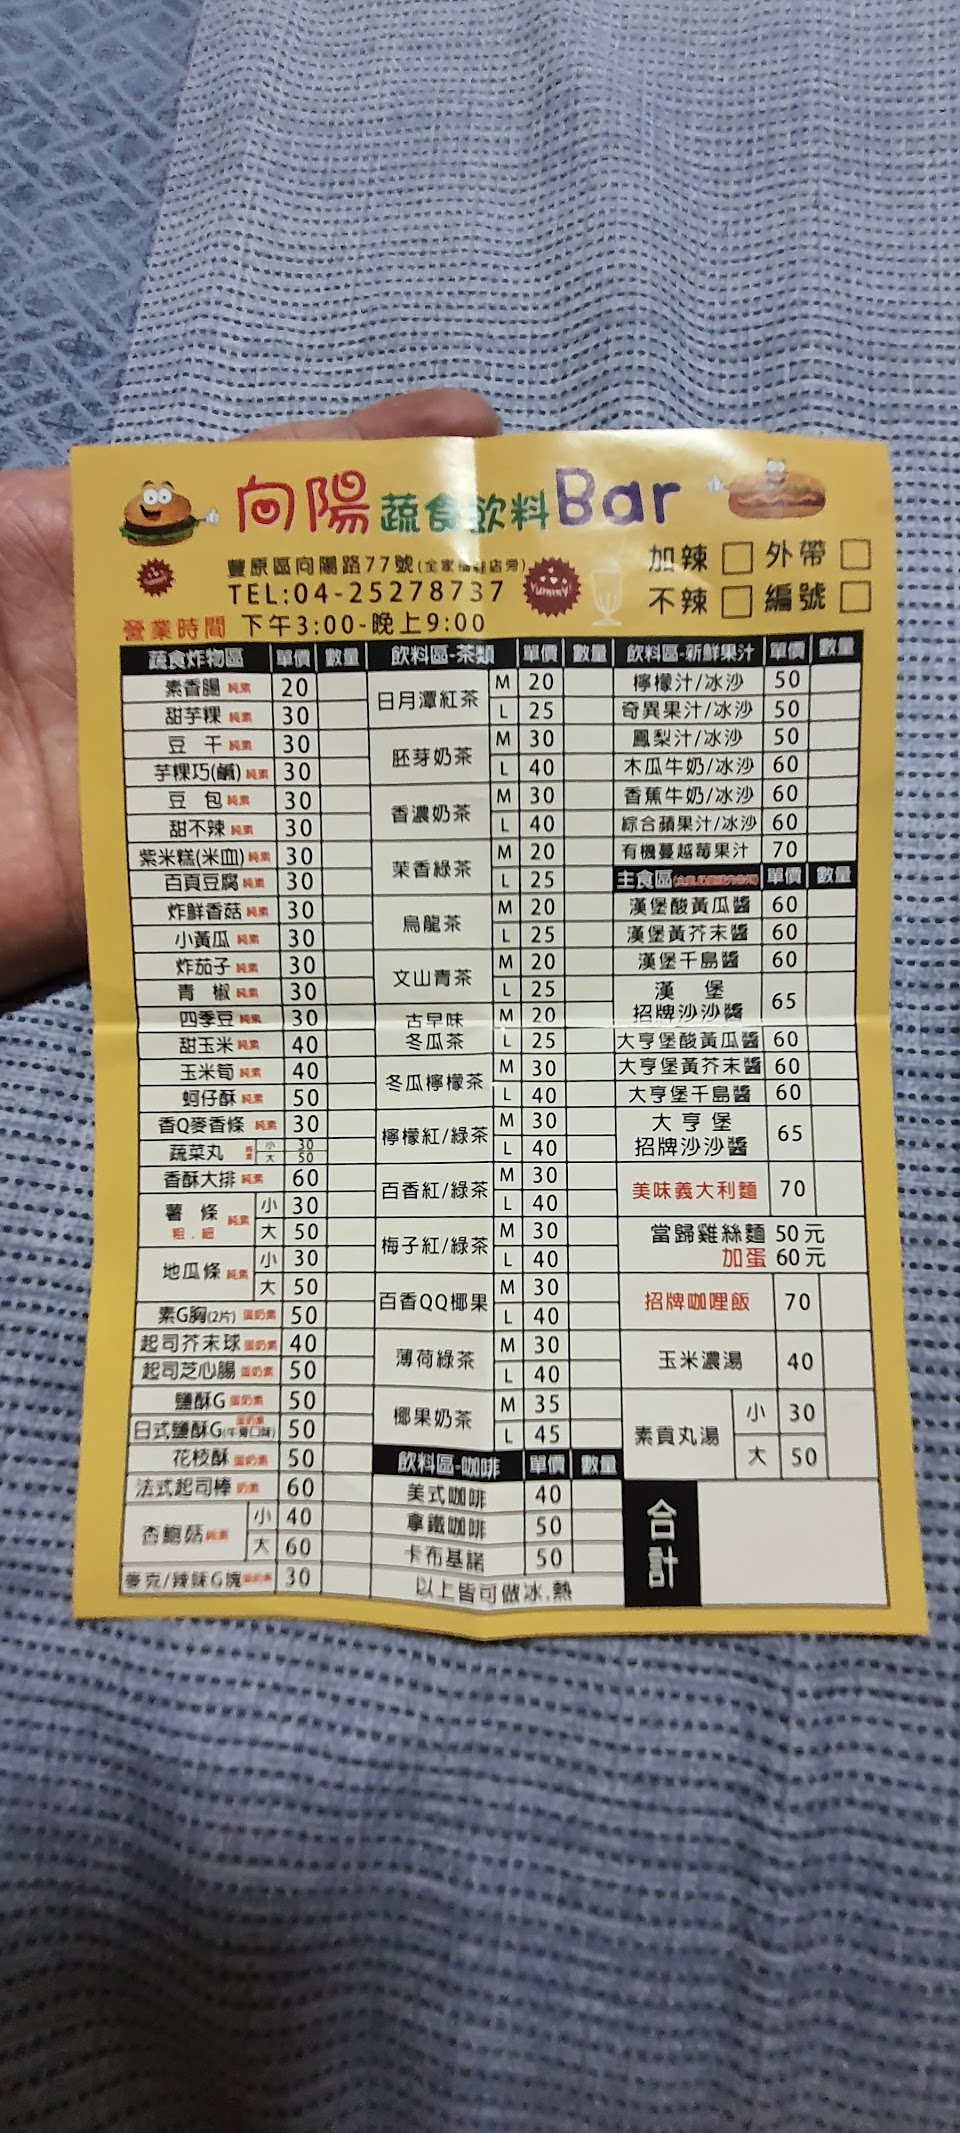 向陽蔬食飲料Bar
豐原區向陽路77號(全家福鞋店旁)
TEL:04-25278737
營業時間 下午3:00-晚上9:00
Yummy!
加辣 外帶
不辣 編號
蔬食炸物區 單價 數量
素香腸 純素 20
甜芋粿 純素 30
豆干 純素 30
芋粿巧(鹹) 純素 30
豆包 純素 30
甜不辣 純素 30
紫米糕(米血) 純素 30
百頁豆腐 純素 30
炸鮮香菇 純素 30
小黃瓜 純素 30
炸茄子 純素 30
青椒 純素 30
四季豆 純素 30
甜玉米 純素 40
玉米筍 純素 40
蚵仔酥 純素 50
香Q麥香條 純素 30
蔬菜丸 純素 小 30
大 50
香酥大排 純素 60
薯條 粗.細 純素 小 30
大 50
地瓜條 純素 小 30
大 50
素G胸(2片) 蛋奶素 50
起司芥末球 蛋奶素 40
起司芝心腸 蛋奶素 50
鹽酥G 蛋奶素 50
日式鹽酥G 蛋奶素 50
花枝酥 蛋奶素 50
法式起司棒 奶素 60
杏鮑菇 純素 小 40
大 60
麥克/辣味G塊 蛋奶素 30
飲料區-茶類 單價 數量
日月潭紅茶 M 20
L 25
胚芽奶茶 M 30
L 40
香濃奶茶 M 30
L 40
茉香綠茶 M 20
L 25
烏龍茶 M 20
L 25
文山青茶 M 20
L 25
古早味冬瓜茶 M 20
L 25
冬瓜檸檬茶 M 30
L 40
檸檬紅/綠茶 M 30
L 40
百香紅/綠茶 M 30
L 40
梅子紅/綠茶 M 30
L 40
百香QQ椰果 M 30
L 40
薄荷綠茶 M 30
L 40
椰果奶茶 M 35
L 45
飲料區-咖啡 單價 數量
美式咖啡 40
拿鐵咖啡 50
卡布基諾 50
以上皆可做冰.熱
飲料區-新鮮果汁 單價 數量
檸檬汁/冰沙 50
奇異果汁/冰沙 50
鳳梨汁/冰沙 50
木瓜牛奶/冰沙 60
香蕉牛奶/冰沙 60
綜合蘋果汁/冰沙 60
有機蔓越莓果汁 70
主食區 單價 數量
漢堡酸黃瓜醬 60
漢堡黃芥末醬 60
漢堡千島醬 60
漢堡
招牌沙沙醬 65
大亨堡酸黃瓜醬 60
大亨堡黃芥末醬 60
大亨堡千島醬 60
大亨堡
招牌沙沙醬 65
美味義大利麵 70
當歸雞絲麵 50元
加蛋 60元
招牌咖哩飯 70
玉米濃湯 40
素貢丸湯 小 30
大 50
合計